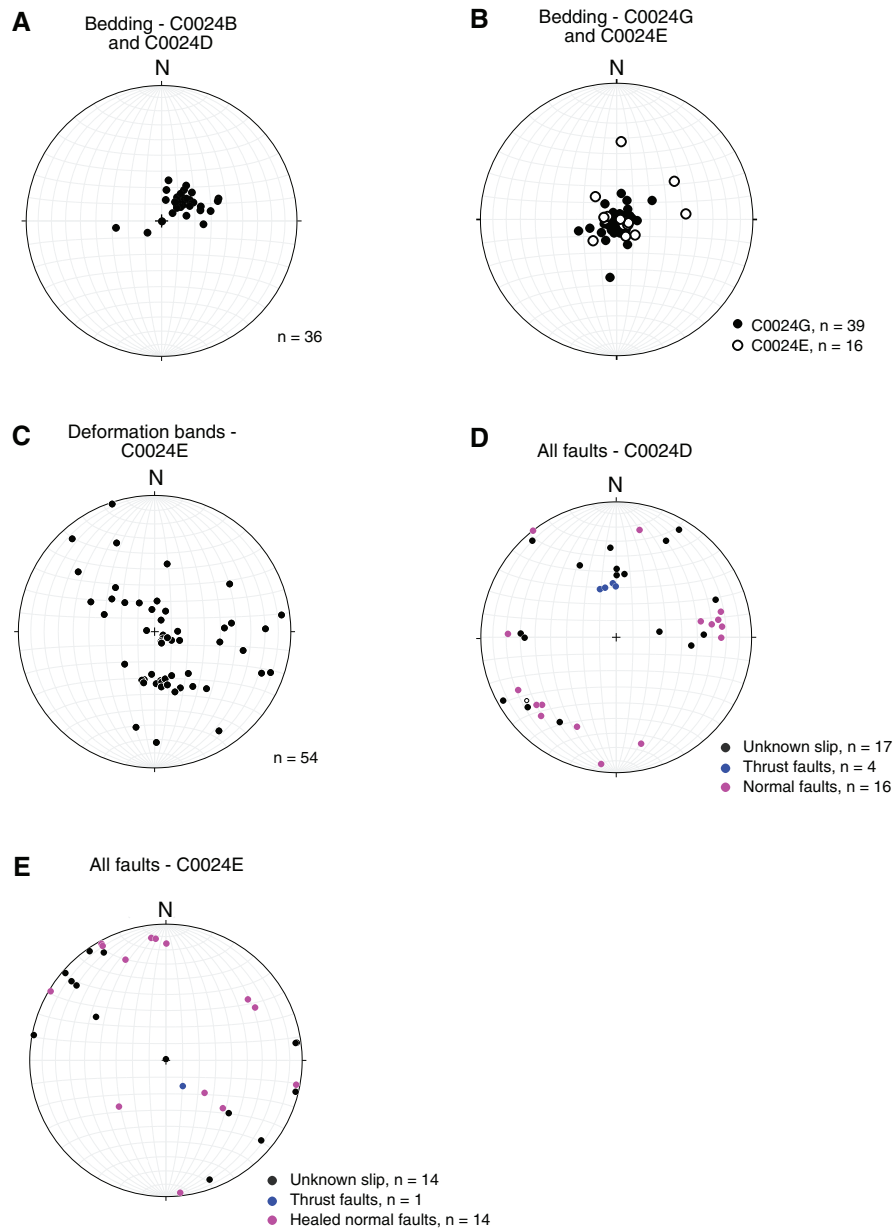 A
Bedding - C0024B
and C0024D
N
n = 36
B
Bedding - C0024G
and C0024E
N
C0024G, n = 39
C0024E, n = 16
C
Deformation bands -
C0024E
N
n = 54
D
All faults - C0024D
N
Unknown slip, n = 17
Thrust faults, n = 4
Normal faults, n = 16
E
All faults - C0024E
N
Unknown slip, n = 14
Thrust faults, n = 1
Healed normal faults, n = 14